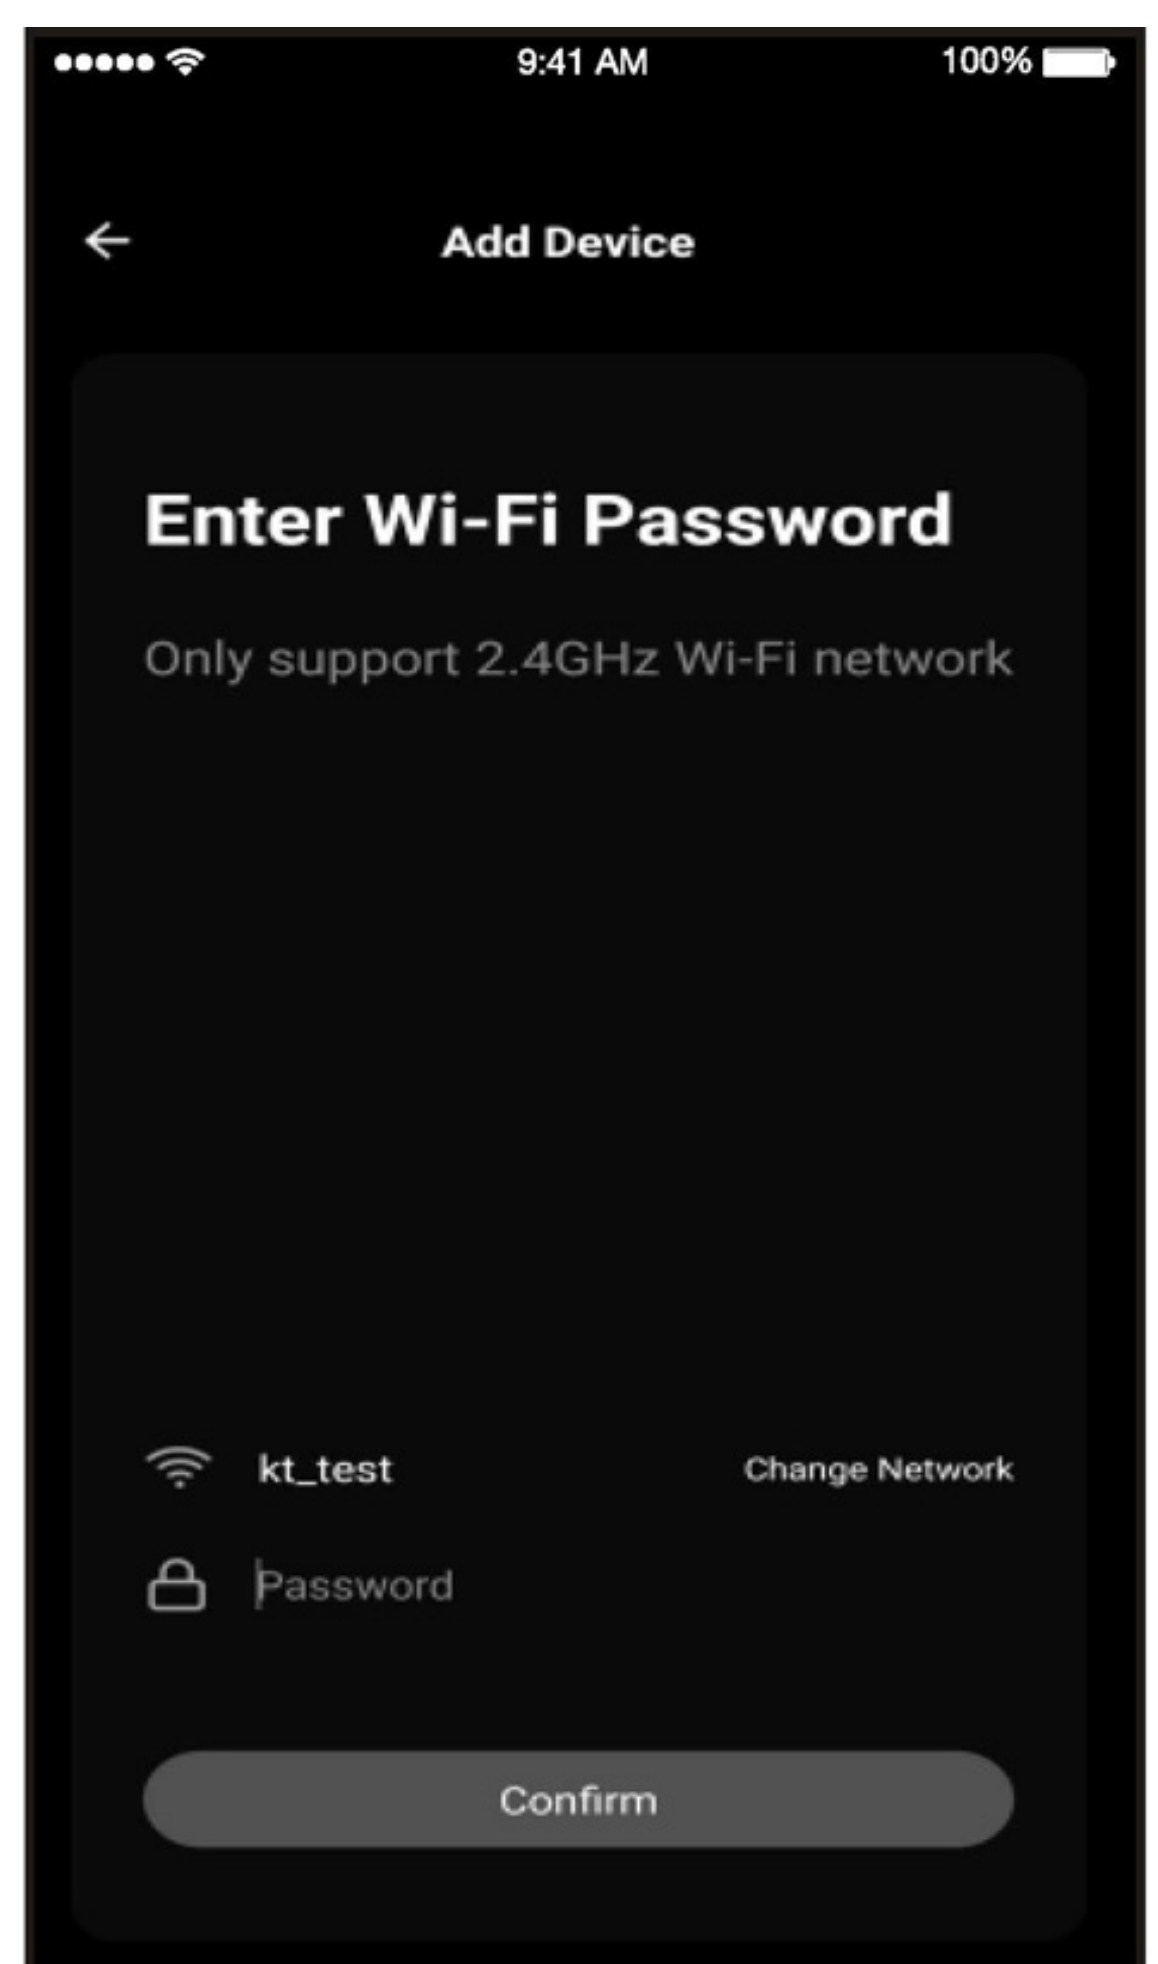 9:41 AM 100%
Add Device
Enter Wi-Fi Password
Only support 2.4GHz Wi-Fi network
kt_test Change Network
Password
Confirm